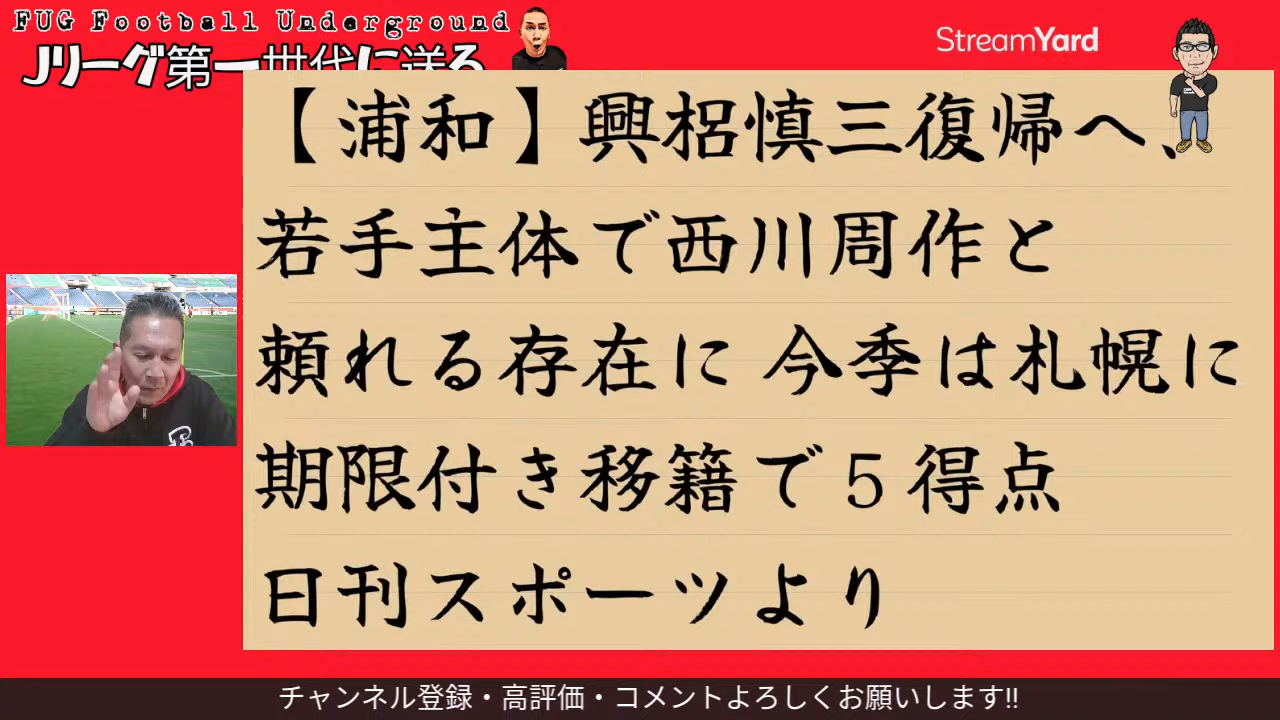 FUG Football Underground
Jリーグ第一世代に送る
StreamYard
【浦和】興梠慎三復帰へ、
若手主体で西川周作と
頼れる存在に 今季は札幌に
期限付き移籍で５得点
日刊スポーツより
チャンネル登録・高評価・コメントよろしくお願いします!!